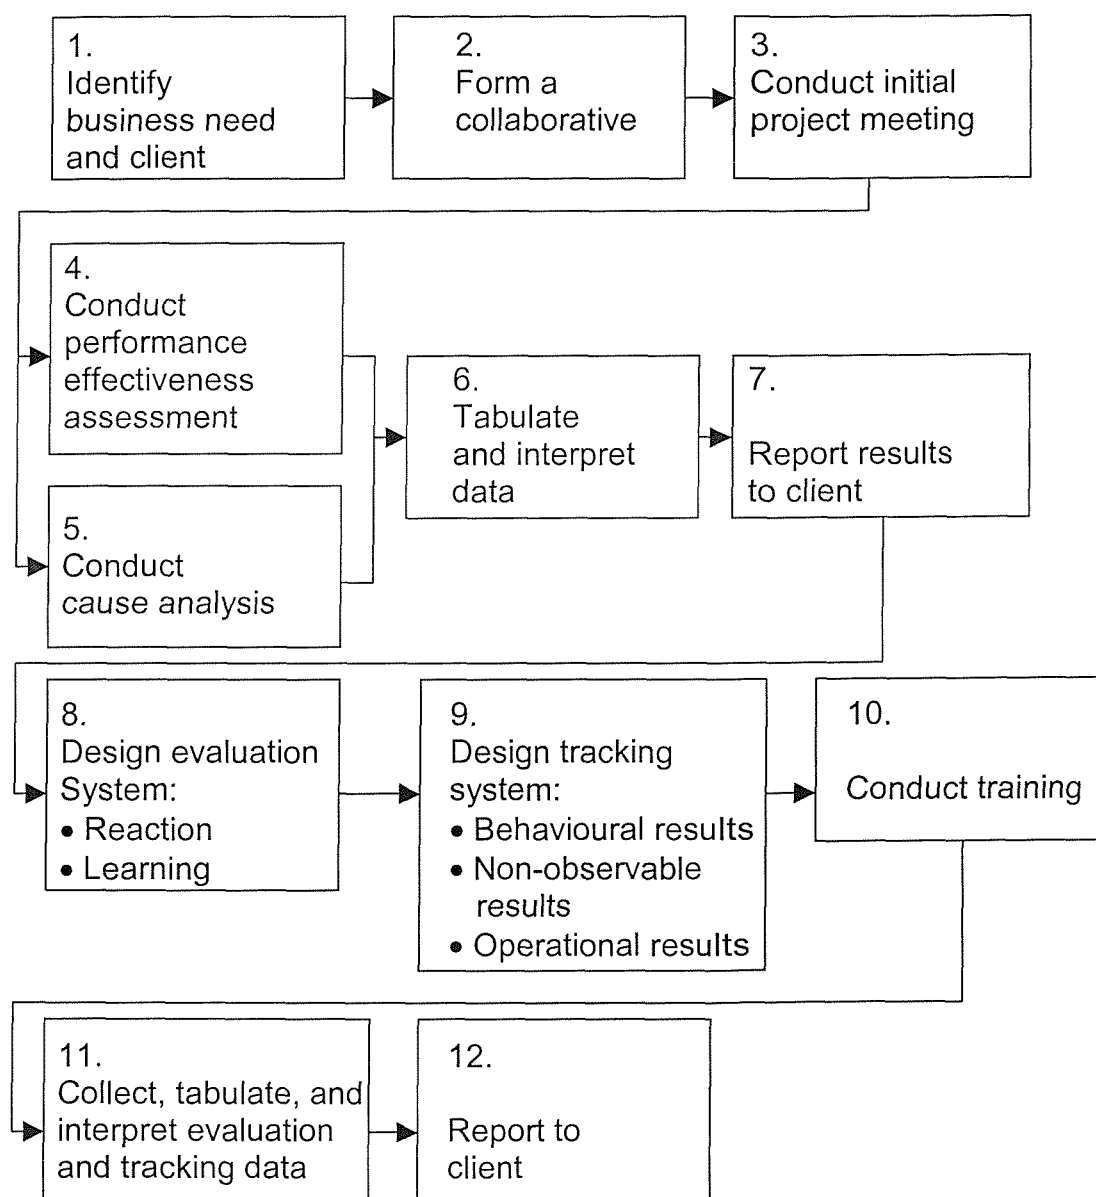 1.
Identify
business need
and client
2.
Form a
collaborative
3.
Conduct initial
project meeting
4.
Conduct
performance
effectiveness
assessment
5.
Conduct
cause analysis
6.
Tabulate
and interpret
data
7.
Report results
to client
8.
Design evaluation
System:
• Reaction
• Learning
9.
Design tracking
system:
• Behavioural results
• Non-observable
results
• Operational results
10.
Conduct training
11.
Collect, tabulate, and
interpret evaluation
and tracking data
12.
Report to
client